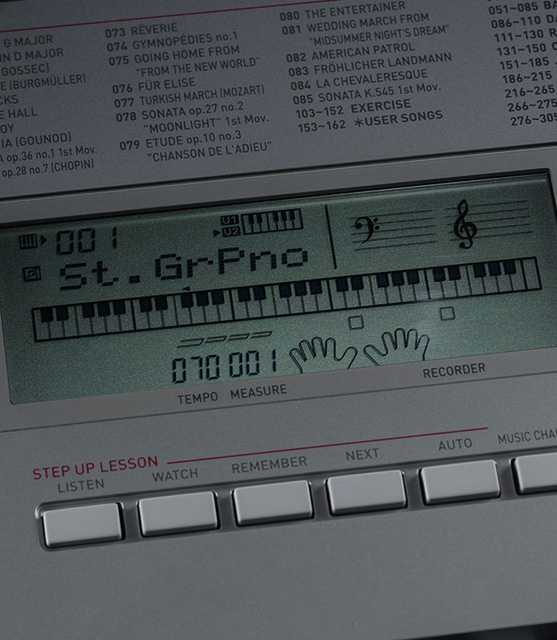 G MAJOR
IN D MAJOR
(GOSSEC)
E (BURGMÜLLER)
CKS
E HALL
OY
IA (GOUNOD)
A op.36 no.1 1st Mov.
op.28 no.7 (CHOPIN)
073 RÊVERIE
074 GYMNOPÉDIES no.1
075 GOING HOME FROM
"FROM THE NEW WORLD"
076 FÜR ELISE
077 TURKISH MARCH (MOZART)
078 SONATA op.27 no.2
"MOONLIGHT" 1st Mov.
079 ETUDE op.10 no.3
"CHANSON DE L'ADIEU"
080 THE ENTERTAINER
081 WEDDING MARCH FROM
"MIDSUMMER NIGHT'S DREAM"
082 AMERICAN PATROL
083 FRÖHLICHER LANDMANN
084 LA CHEVALERESQUE
085 SONATA K.545 1st Mov.
103~152 EXERCISE
153~162 *USER SONGS
051~085 BA
086~110 DA
111~130 R
131~150 C
151~185
186~215
216~265
266~275
276~305
001
U1
U2
St.GrPno
070 001
TEMPO MEASURE
RECORDER
STEP UP LESSON
LISTEN WATCH REMEMBER NEXT AUTO MUSIC CHA